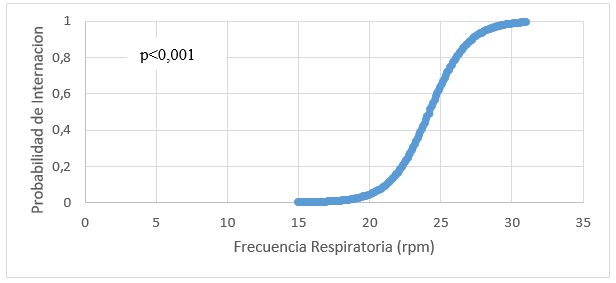 1
0,8
0,6
0,4
0,2
0
p<0,001
Probabilidad de Internacion
0 5 10 15 20 25 30 35
Frecuencia Respiratoria (rpm)